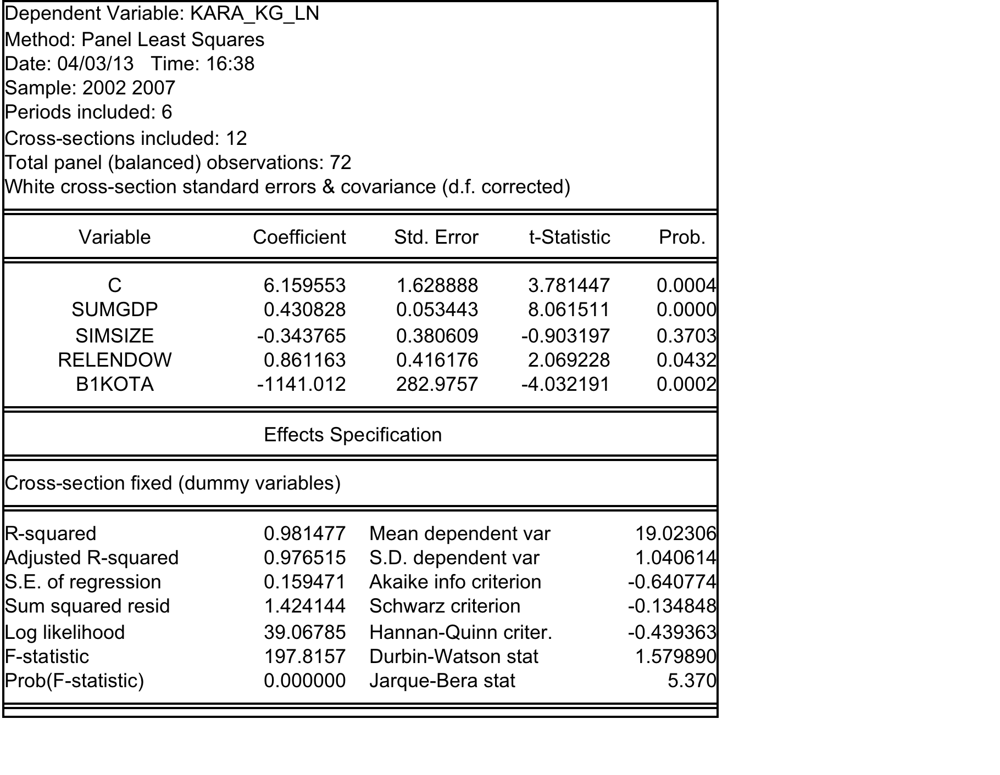 Dependent Variable: KARA_KG_LN
Method: Panel Least Squares
Date: 04/03/13 Time: 16:38
Sample: 2002 2007
Periods included: 6
Cross-sections included: 12
Total panel (balanced) observations: 72
White cross-section standard errors & covariance (d.f. corrected)
Variable Coefficient Std. Error t-Statistic Prob.
C 6.159553 1.628888 3.781447 0.0004
SUMGDP 0.430828 0.053443 8.061511 0.0000
SIMSIZE -0.343765 0.380609 -0.903197 0.3703
RELENDOW 0.861163 0.416176 2.069228 0.0432
B1KOTA -1141.012 282.9757 -4.032191 0.0002
Effects Specification
Cross-section fixed (dummy variables)
R-squared 0.981477 Mean dependent var 19.02306
Adjusted R-squared 0.976515 S.D. dependent var 1.040614
S.E. of regression 0.159471 Akaike info criterion -0.640774
Sum squared resid 1.424144 Schwarz criterion -0.134848
Log likelihood 39.06785 Hannan-Quinn criter. -0.439363
F-statistic 197.8157 Durbin-Watson stat 1.579890
Prob(F-statistic) 0.000000 Jarque-Bera stat 5.370